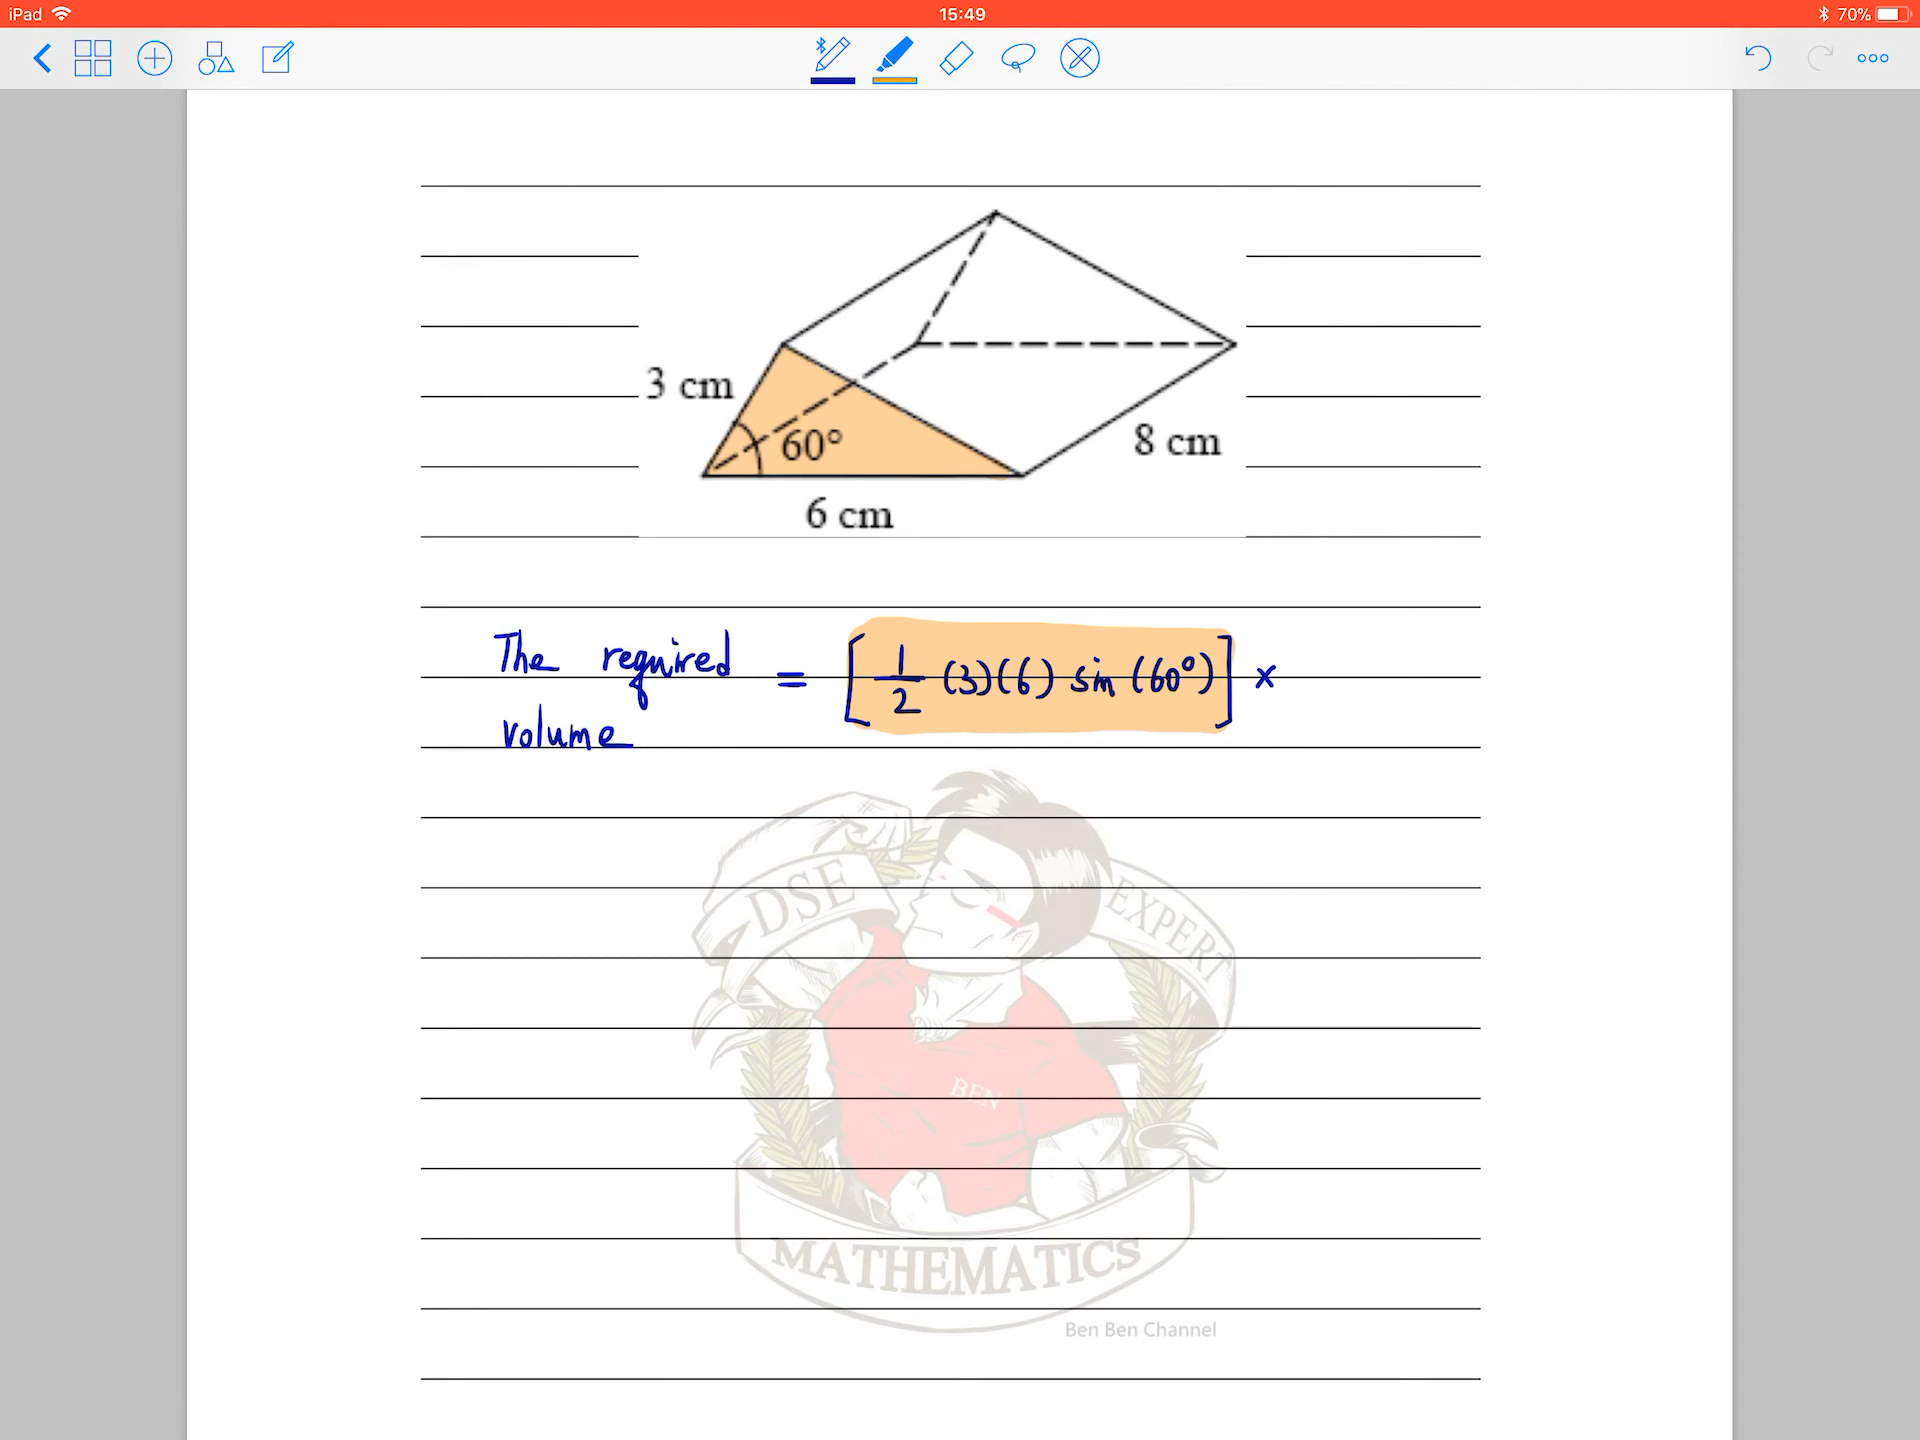 iPad 15:49 70%
3 cm
60°
8 cm
6 cm
The required = [ 1/2 (3)(6) sin (60°) ] ×
volume
DSE EXPERT
BEN
MATHEMATICS
Ben Ben Channel